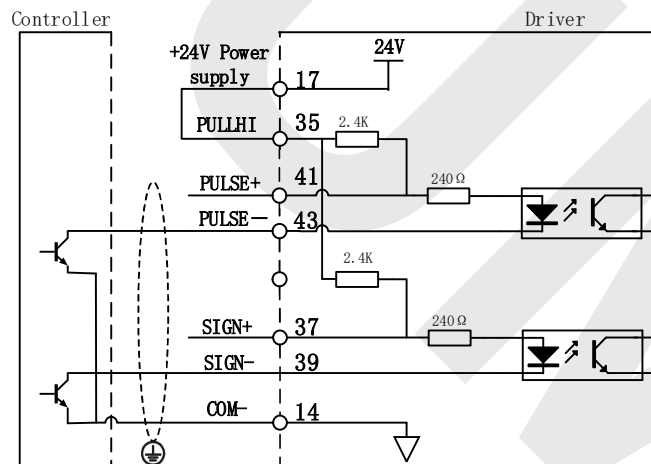 Controller
Driver
+24V Power
supply
24V
17
PULLHI
35
2.4K
PULSE+
41
240Ω
PULSE-
43
2.4K
SIGN+
37
240Ω
SIGN-
39
COM-
14